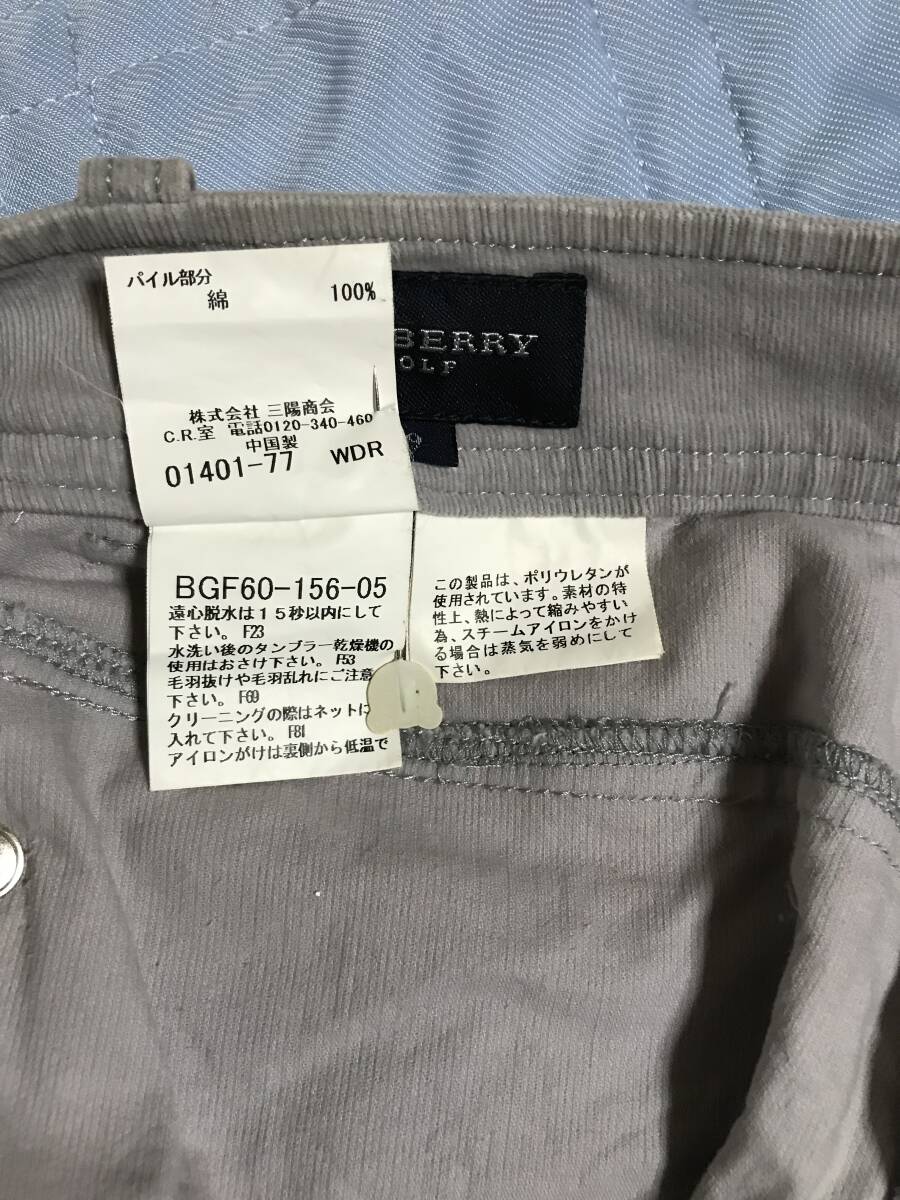 パイル部分
綿 100%
BERRY
OLF
9
株式会社 三陽商会
C.R.室 電話0120-340-460
中国製
01401-77 WDR
BGF60-156-05
遠心脱水は15秒以内にして
下さい。F23
水洗い後のタンブラー乾燥機の
使用はおさけ下さい。F53
毛羽抜けや毛羽乱れにご注意
下さい。F69
クリーニングの際はネットに
入れて下さい。F81
アイロンがけは裏側から低温で
この製品は、ポリウレタンが
使用されています。素材の特
性上、熱によって縮みやすい
為、スチームアイロンをかけ
る場合は蒸気を弱めにして
下さい。